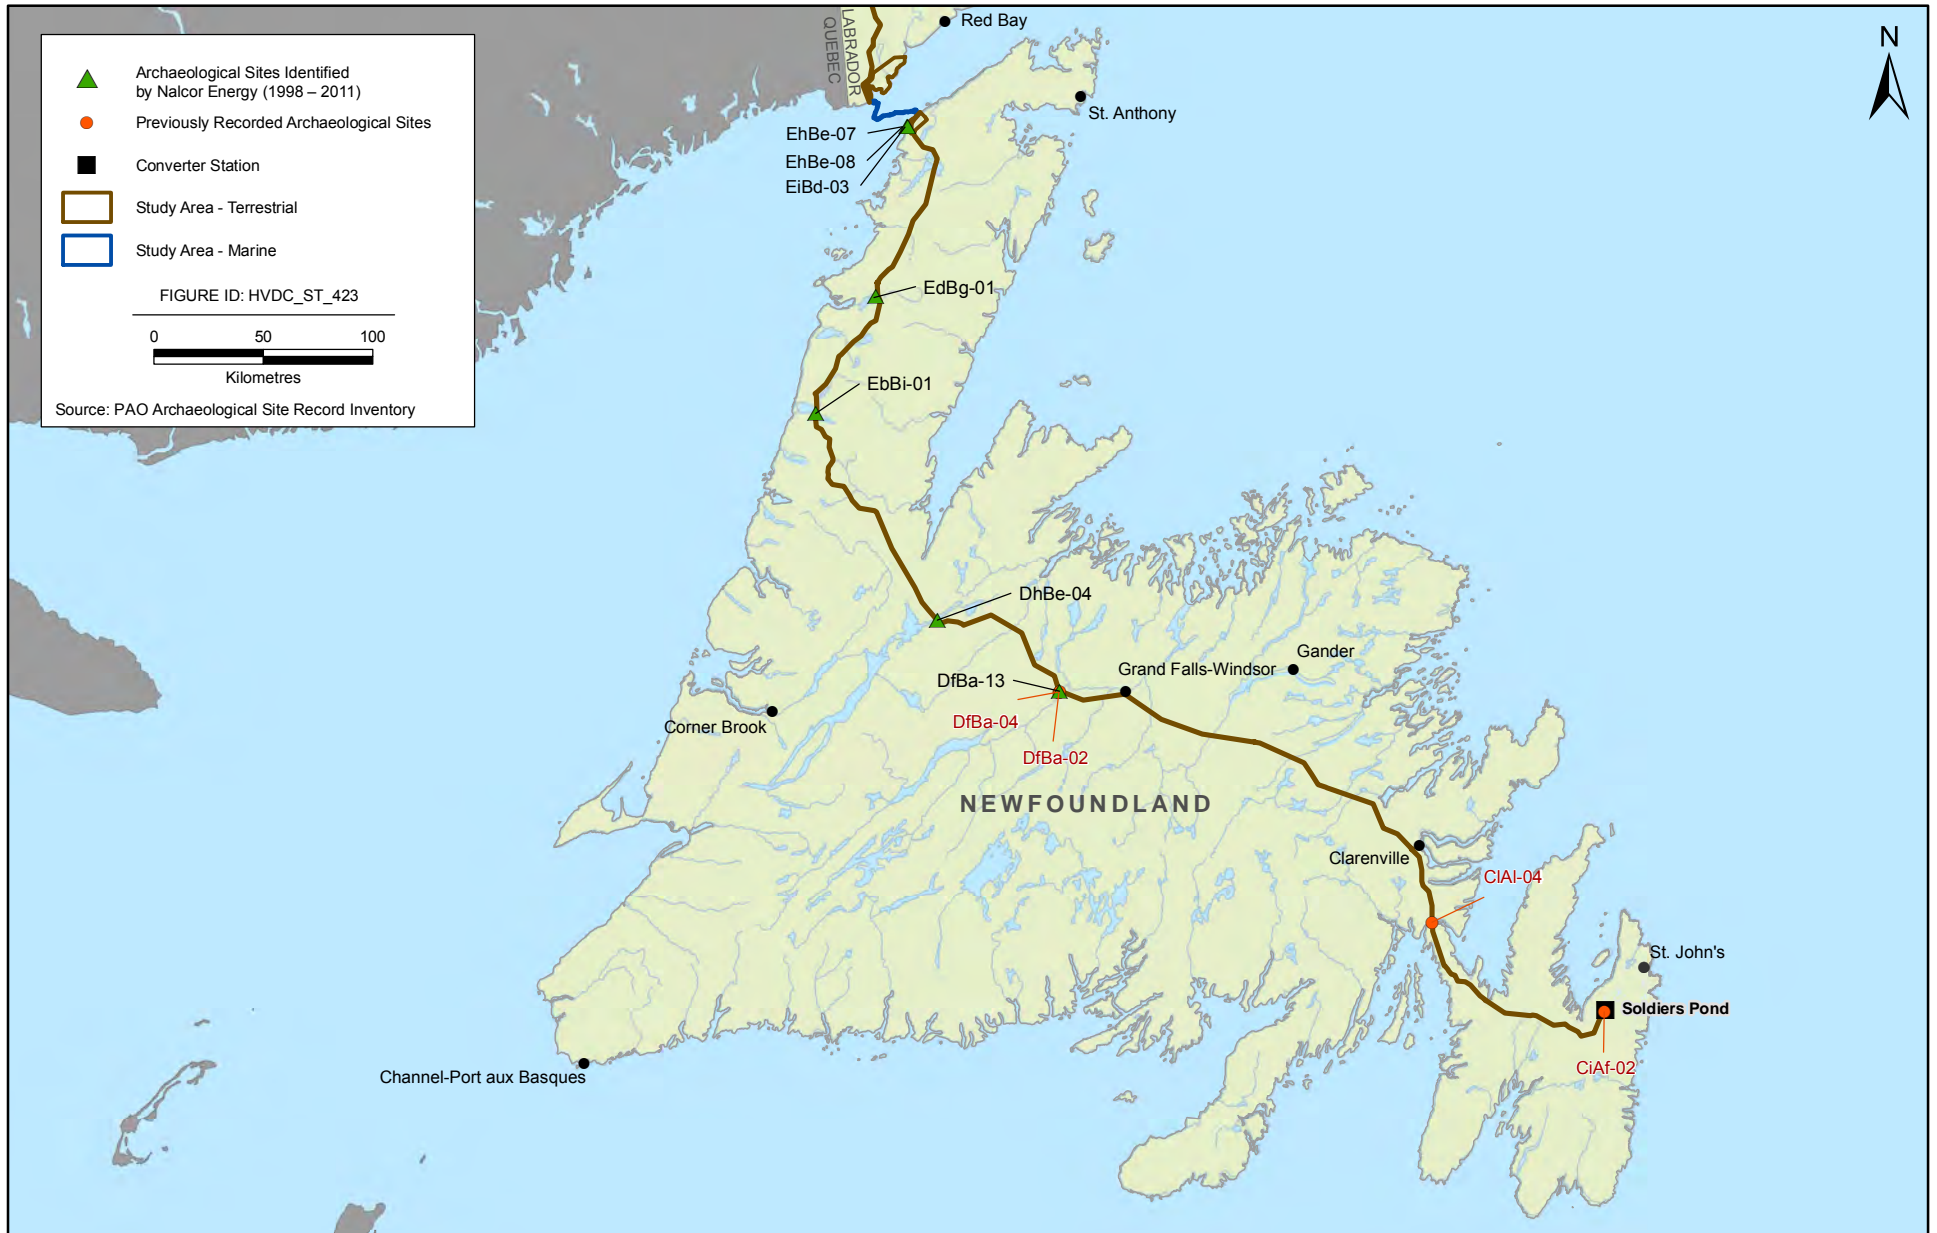 Archaeological Sites Identified
by Nalcor Energy (1998 – 2011)
Previously Recorded Archaeological Sites
Converter Station
Study Area - Terrestrial
Study Area - Marine
FIGURE ID: HVDC_ST_423
0 50 100
Kilometres
Source: PAO Archaeological Site Record Inventory
QUEBEC
LABRADOR
Red Bay
N
St. Anthony
EhBe-07
EhBe-08
EiBd-03
EdBg-01
EbBi-01
DhBe-04
Gander
Grand Falls-Windsor
DfBa-13
DfBa-04
Corner Brook
DfBa-02
NEWFOUNDLAND
Clarenville
ClAl-04
St. John's
Soldiers Pond
CiAf-02
Channel-Port aux Basques